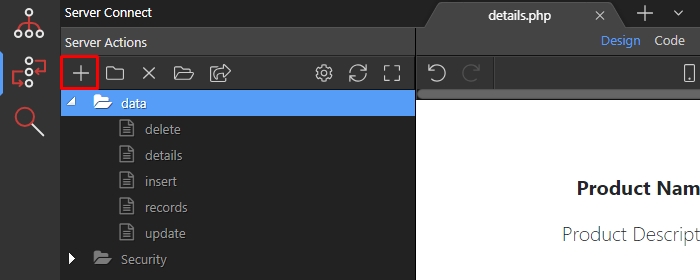 Server Connect
details.php
Server Actions
Design Code
data
delete
details
insert
records
update
Security
Product Nam
Product Descript